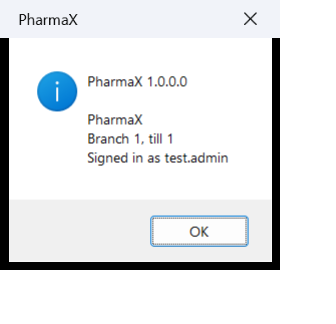 PharmaX
PharmaX 1.0.0.0
PharmaX
Branch 1, till 1
Signed in as test.admin
OK